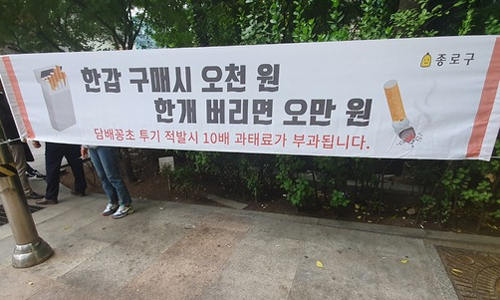 한갑 구매시 오천 원
종로구
한개 버리면 오만 원
담배꽁초 투기 적발시 10배 과태료가 부과됩니다.